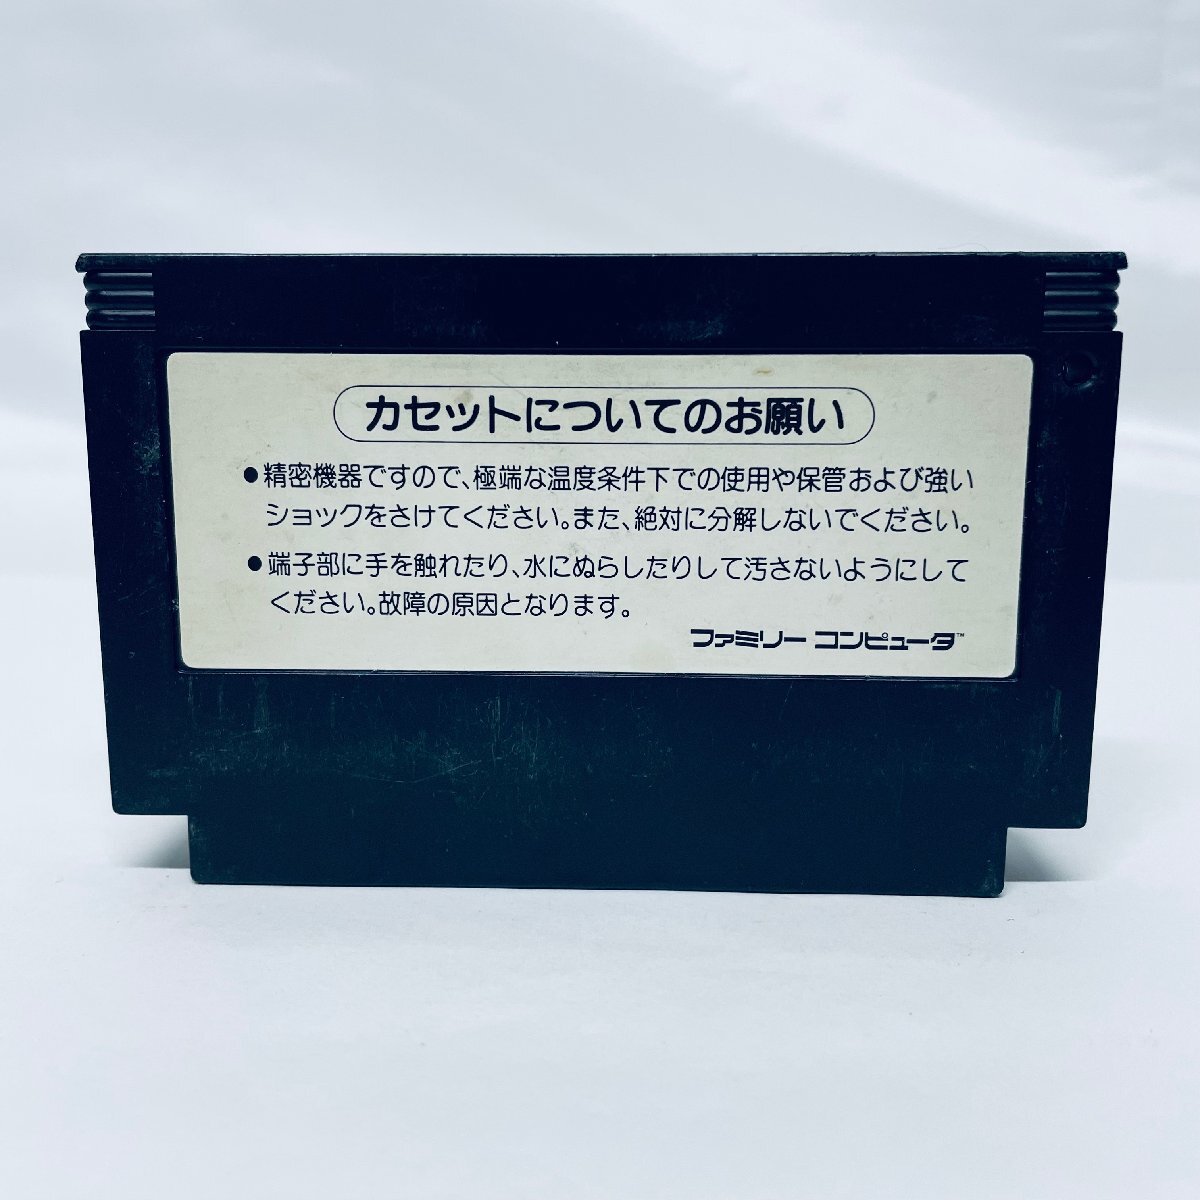 カセットについてのお願い
●精密機器ですので、極端な温度条件下での使用や保管および強い
ショックをさけてください。また、絶対に分解しないでください。
●端子部に手を触れたり、水にぬらしたりして汚さないようにして
ください。故障の原因となります。
ファミリー コンピュータ™